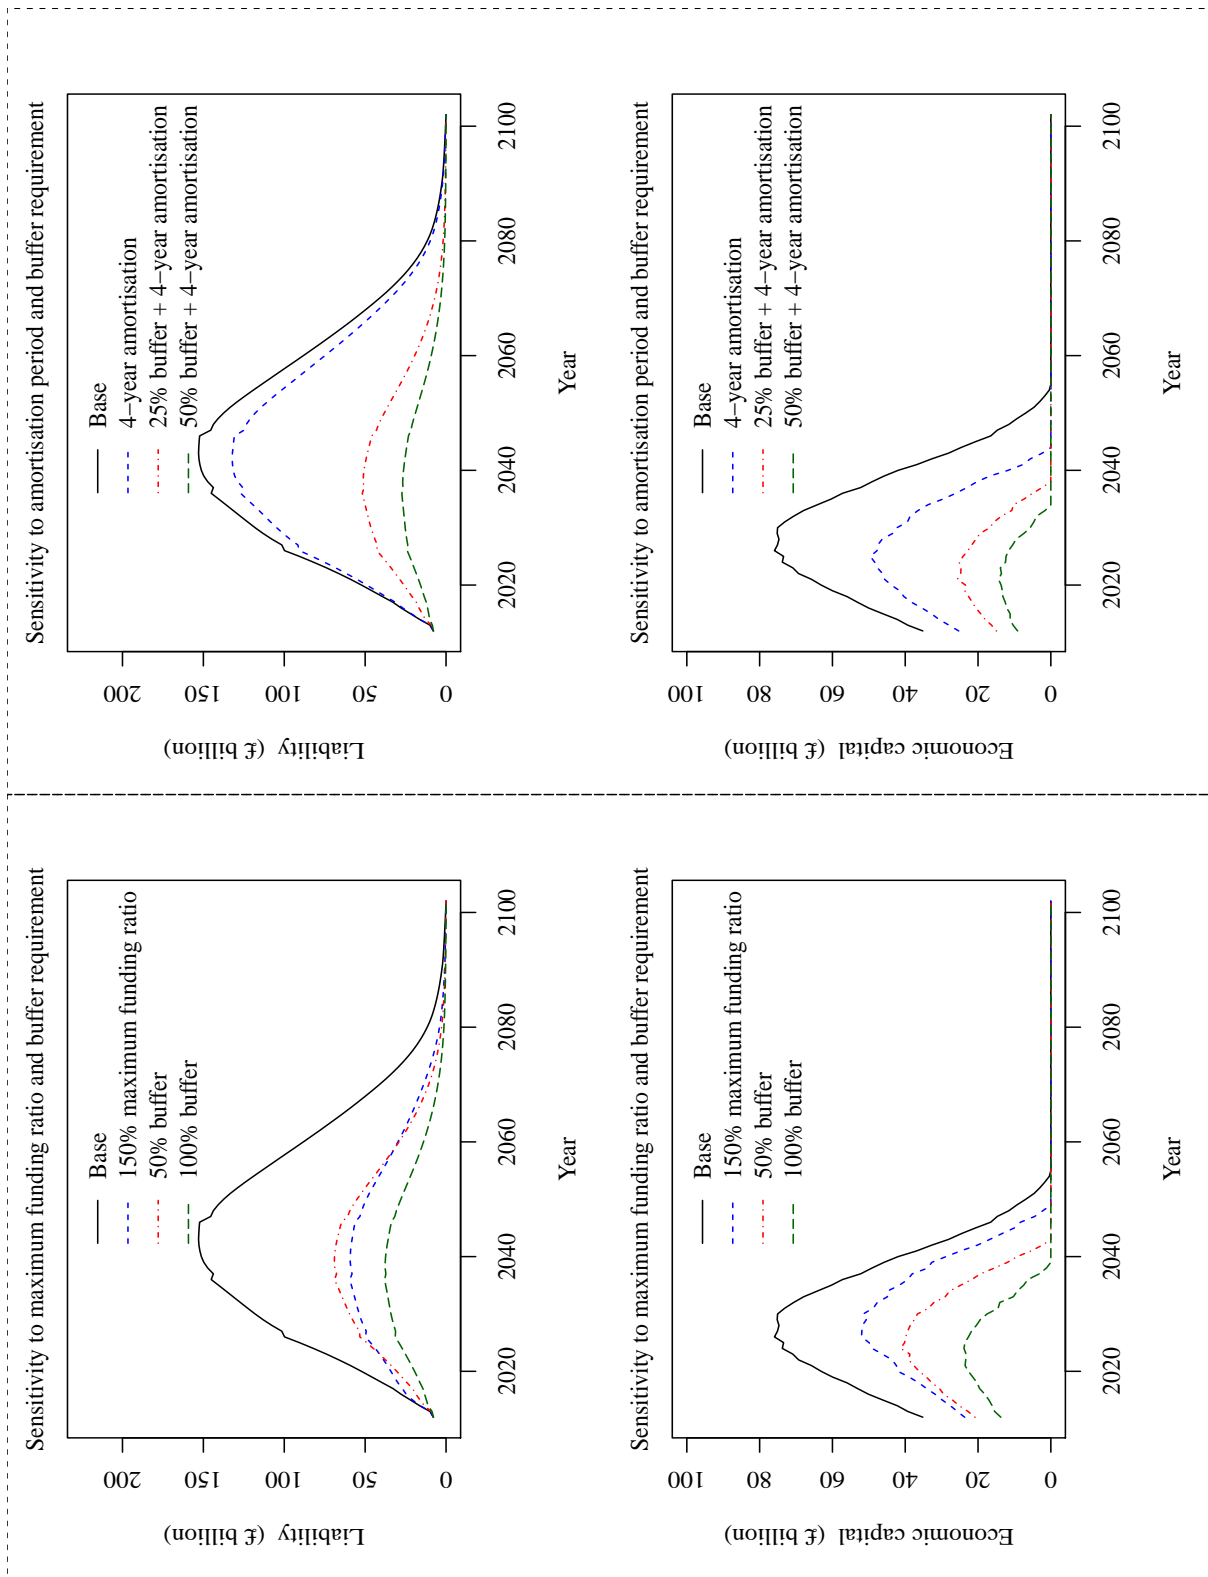 Sensitivity to maximum funding ratio and buffer requirement
Base
150% maximum funding ratio
50% buffer
100% buffer
Liability (£ billion)
0
50
100
150
200
2020
2040
2060
2080
2100
Year
Sensitivity to amortisation period and buffer requirement
Base
4−year amortisation
25% buffer + 4−year amortisation
50% buffer + 4−year amortisation
Liability (£ billion)
0
50
100
150
200
2020
2040
2060
2080
2100
Year
Sensitivity to maximum funding ratio and buffer requirement
Base
150% maximum funding ratio
50% buffer
100% buffer
Economic capital (£ billion)
0
20
40
60
80
100
2020
2040
2060
2080
2100
Year
Sensitivity to amortisation period and buffer requirement
Base
4−year amortisation
25% buffer + 4−year amortisation
50% buffer + 4−year amortisation
Economic capital (£ billion)
0
20
40
60
80
100
2020
2040
2060
2080
2100
Year